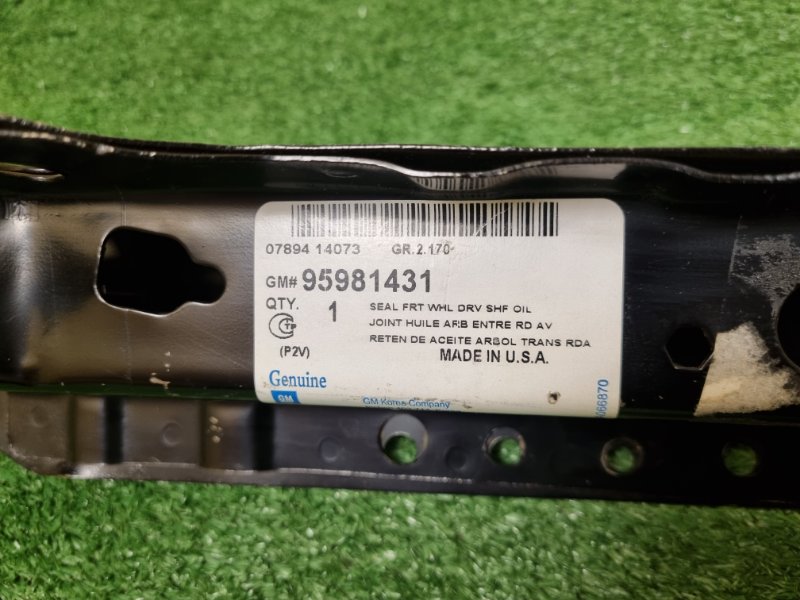 07894 14073 GR.2.170
GM# 95981431
QTY. 1
SEAL FRT WHL DRV SHF OIL
JOINT HUILE ARB ENTRE RD AV
RETEN DE ACEITE ARBOL TRANS RDA
(P2V)
MADE IN U.S.A.
Genuine
GM
GM Korea Company
066870